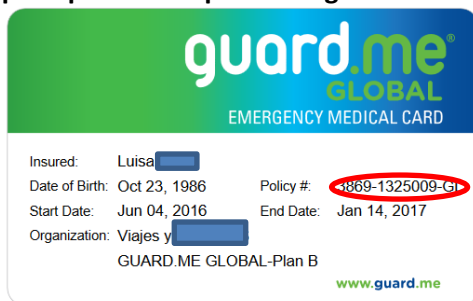 guard.me®
GLOBAL
EMERGENCY MEDICAL CARD
Insured: Luisa
Date of Birth: Oct 23, 1986 Policy #: 3869-1325009-GL
Start Date: Jun 04, 2016 End Date: Jan 14, 2017
Organization: Viajes y
GUARD.ME GLOBAL-Plan B
www.guard.me